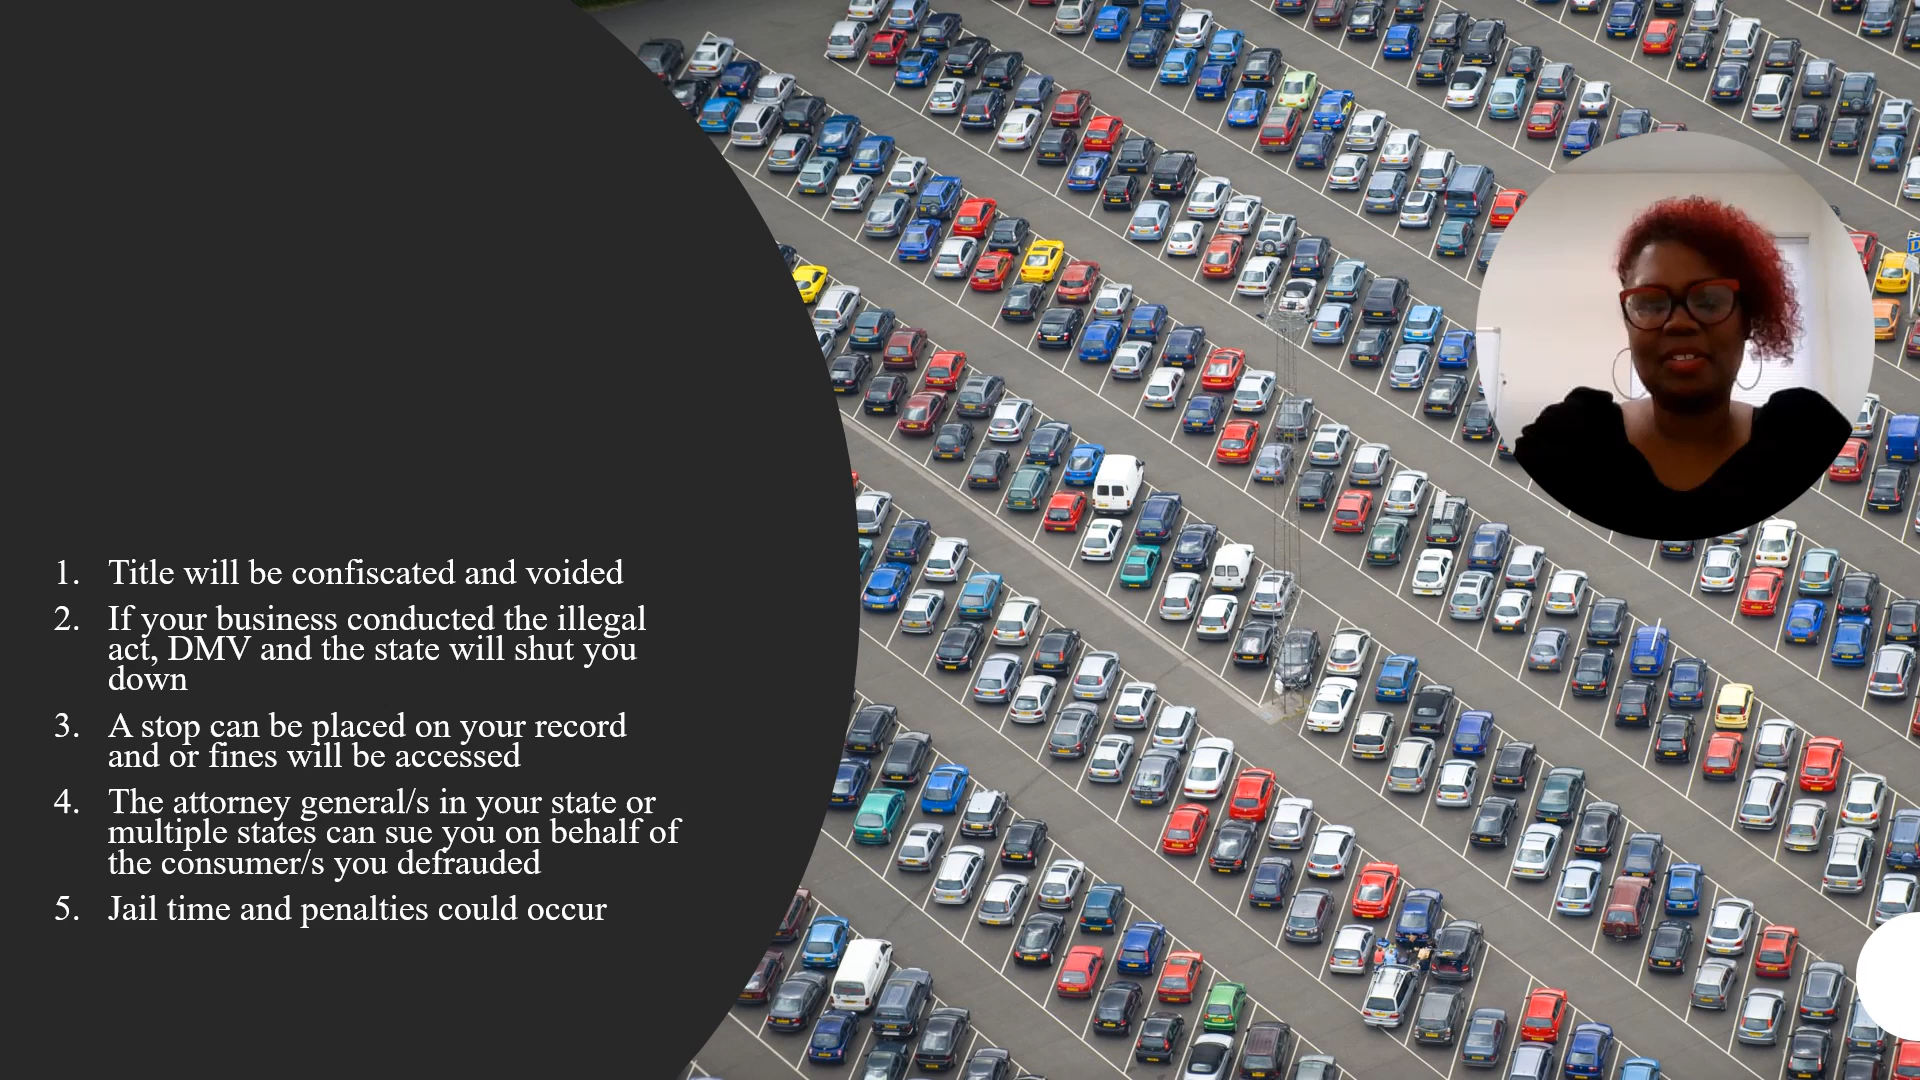 1. Title will be confiscated and voided
2. If your business conducted the illegal
act, DMV and the state will shut you
down
3. A stop can be placed on your record
and or fines will be accessed
4. The attorney general/s in your state or
multiple states can sue you on behalf of
the consumer/s you defrauded
5. Jail time and penalties could occur